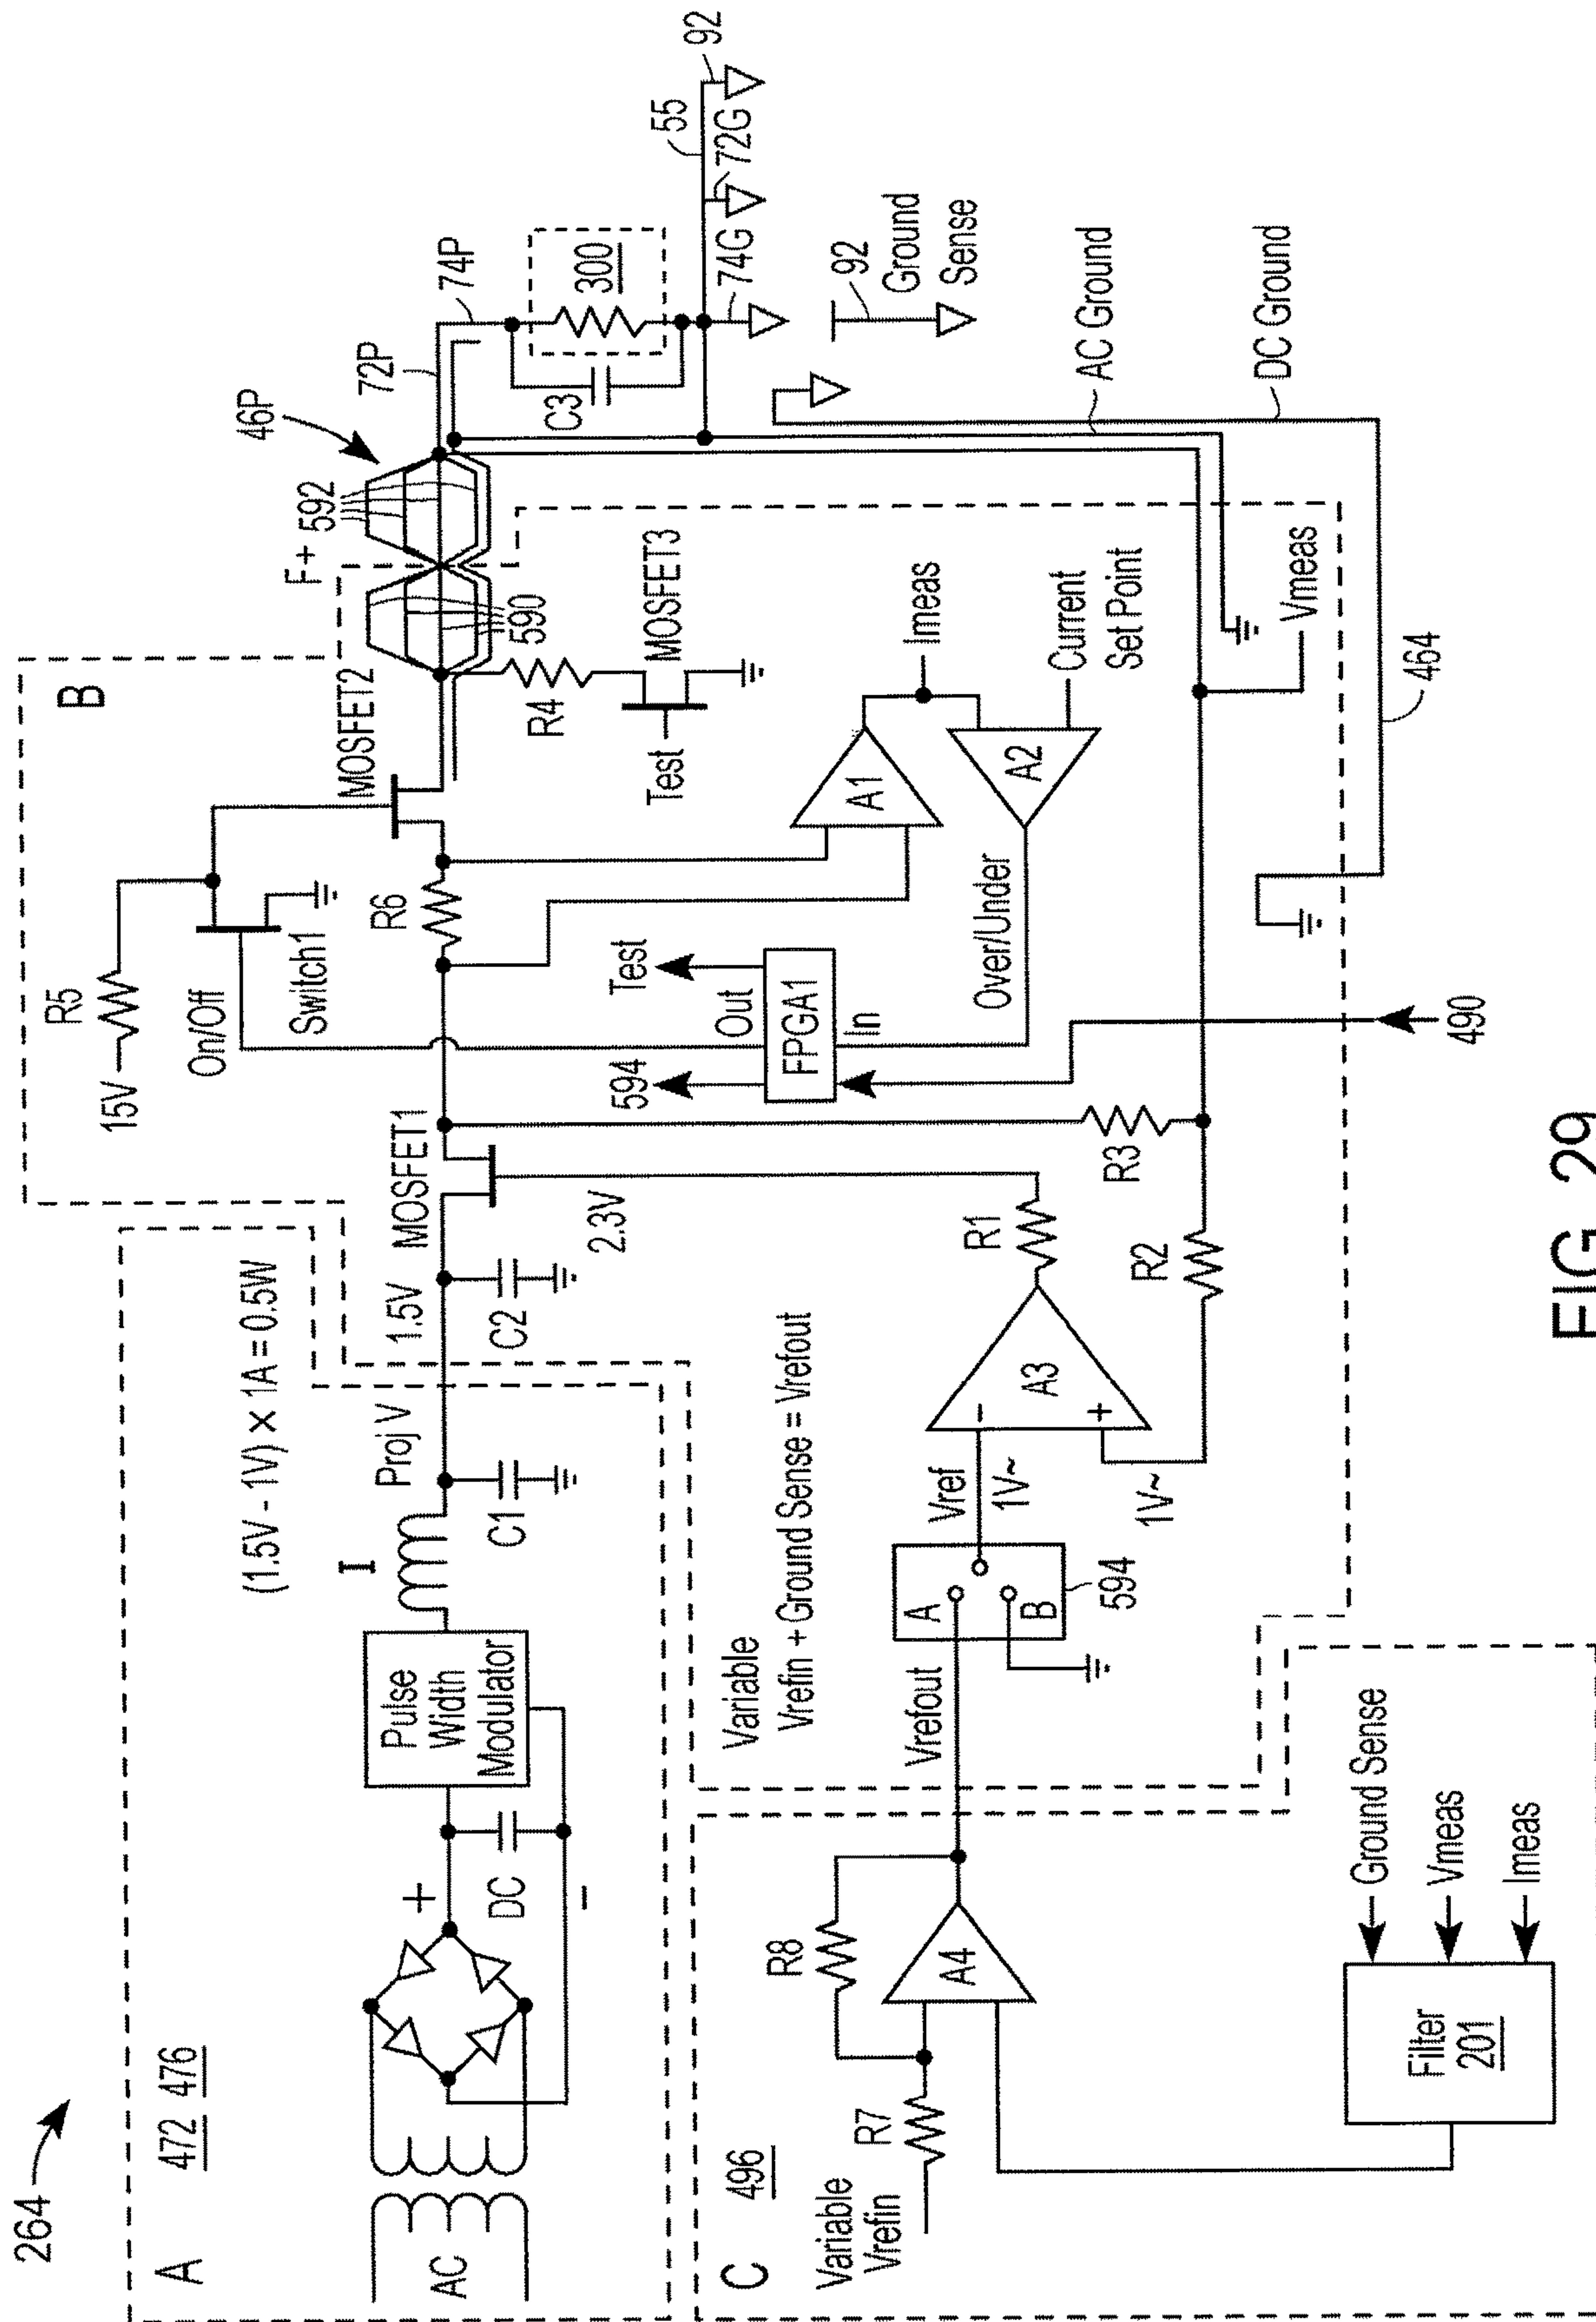 264
A
472 476
AC
+
DC
-
Pulse
Width
Modulator
I
(1.5V - 1V) × 1A = 0.5W
Proj V
C1
1.5V
C2
MOSFET1
2.3V
B
R5
15V
On/Off
Switch1
R6
MOSFET2
590
F+
592
46P
72P
74P
300
C3
55
92
72G
74G
92
Ground
Sense
AC Ground
DC Ground
R4
MOSFET3
Test
A1
Imeas
A2
Current
Set Point
Over/Under
Test
594
Out
FPGA1
In
490
464
Vmeas
R3
R2
R1
A3
-
+
Vref
1V~
1V~
Variable
Vrefin + Ground Sense = Vrefout
A
B
594
Vrefout
C
496
Variable
Vrefin
R7
R8
A4
Filter
201
Ground Sense
Vmeas
Imeas
FIG. 29